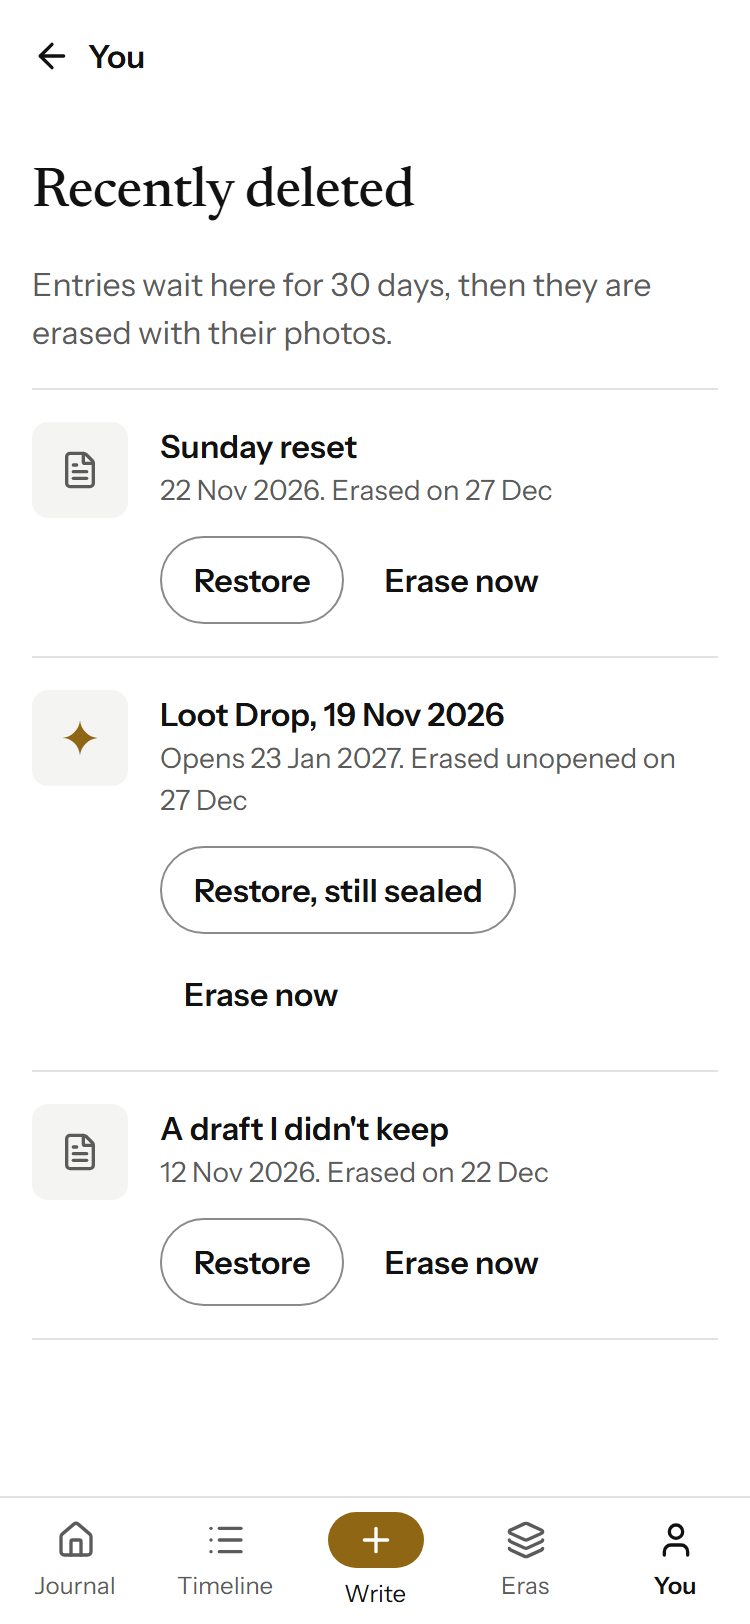 You
Recently deleted
Entries wait here for 30 days, then they are
erased with their photos.
Sunday reset
22 Nov 2026. Erased on 27 Dec
Restore
Erase now
Loot Drop, 19 Nov 2026
Opens 23 Jan 2027. Erased unopened on
27 Dec
Restore, still sealed
Erase now
A draft I didn't keep
12 Nov 2026. Erased on 22 Dec
Restore
Erase now
Journal
Timeline
Write
Eras
You